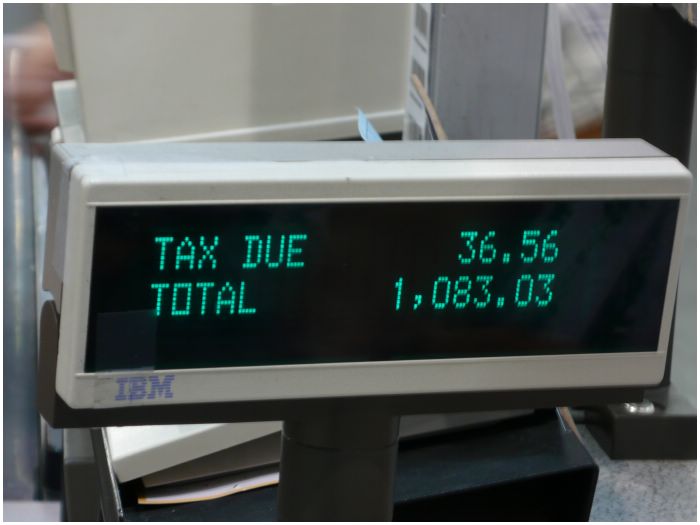 TAX DUE 36.56
TOTAL 1,083.03
IBM